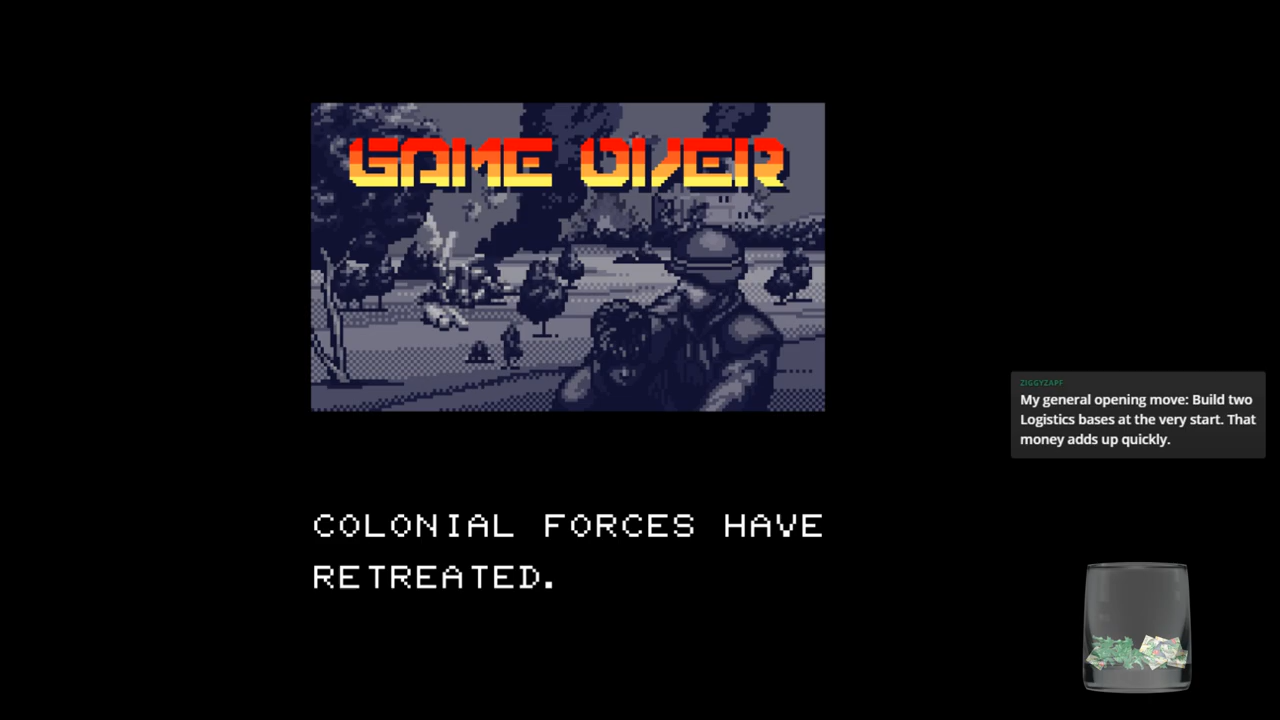 GAME OVER
ZIGGYZAPF
My general opening move: Build two
Logistics bases at the very start. That
money adds up quickly.
COLONIAL FORCES HAVE
RETREATED.